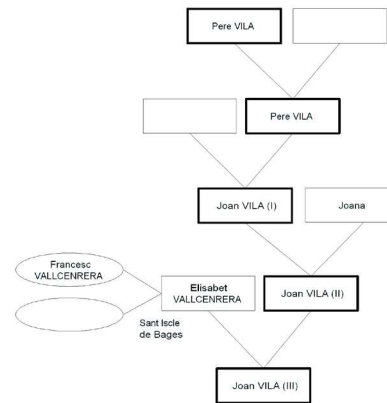 Pere VILA
Pere VILA
Joan VILA (I)
Joana
Francesc
VALLCENRERA
Elisabet
VALLCENRERA
Joan VILA (II)
Sant Iscle
de Bages
Joan VILA (III)